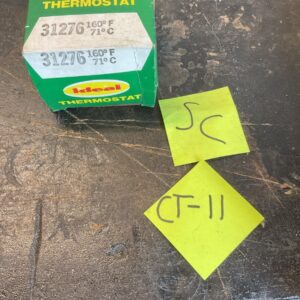 THERMOSTAT
31276 160° F
71° C
31276 160° F
71° C
Ideal
THERMOSTAT
SC
CT-11